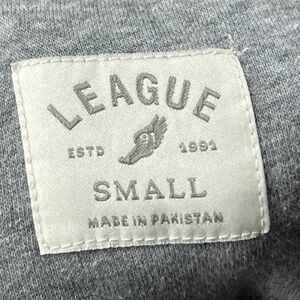 LEAGUE
ESTD 91 1991
SMALL
MADE IN PAKISTAN